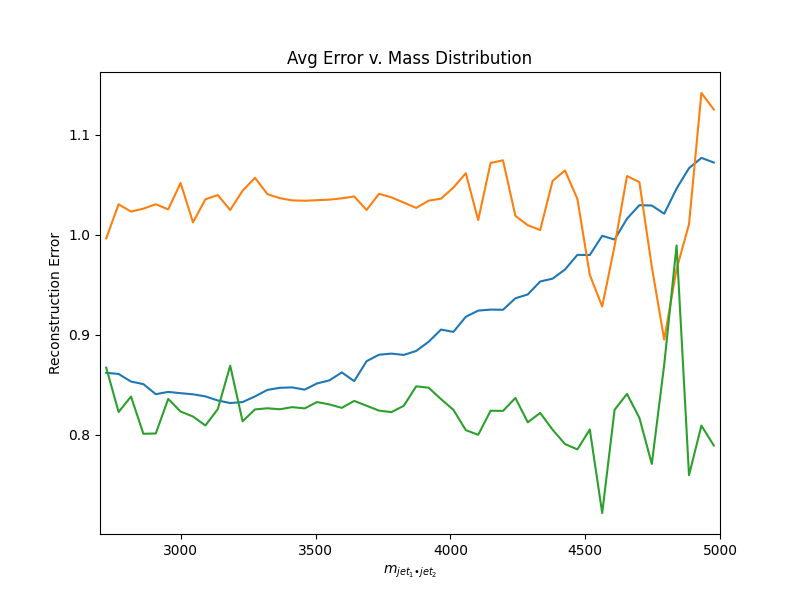 Avg Error v. Mass Distribution
1.1
1.0
0.9
0.8
Reconstruction Error
3000 3500 4000 4500 5000
m_{jet_1•jet_2}